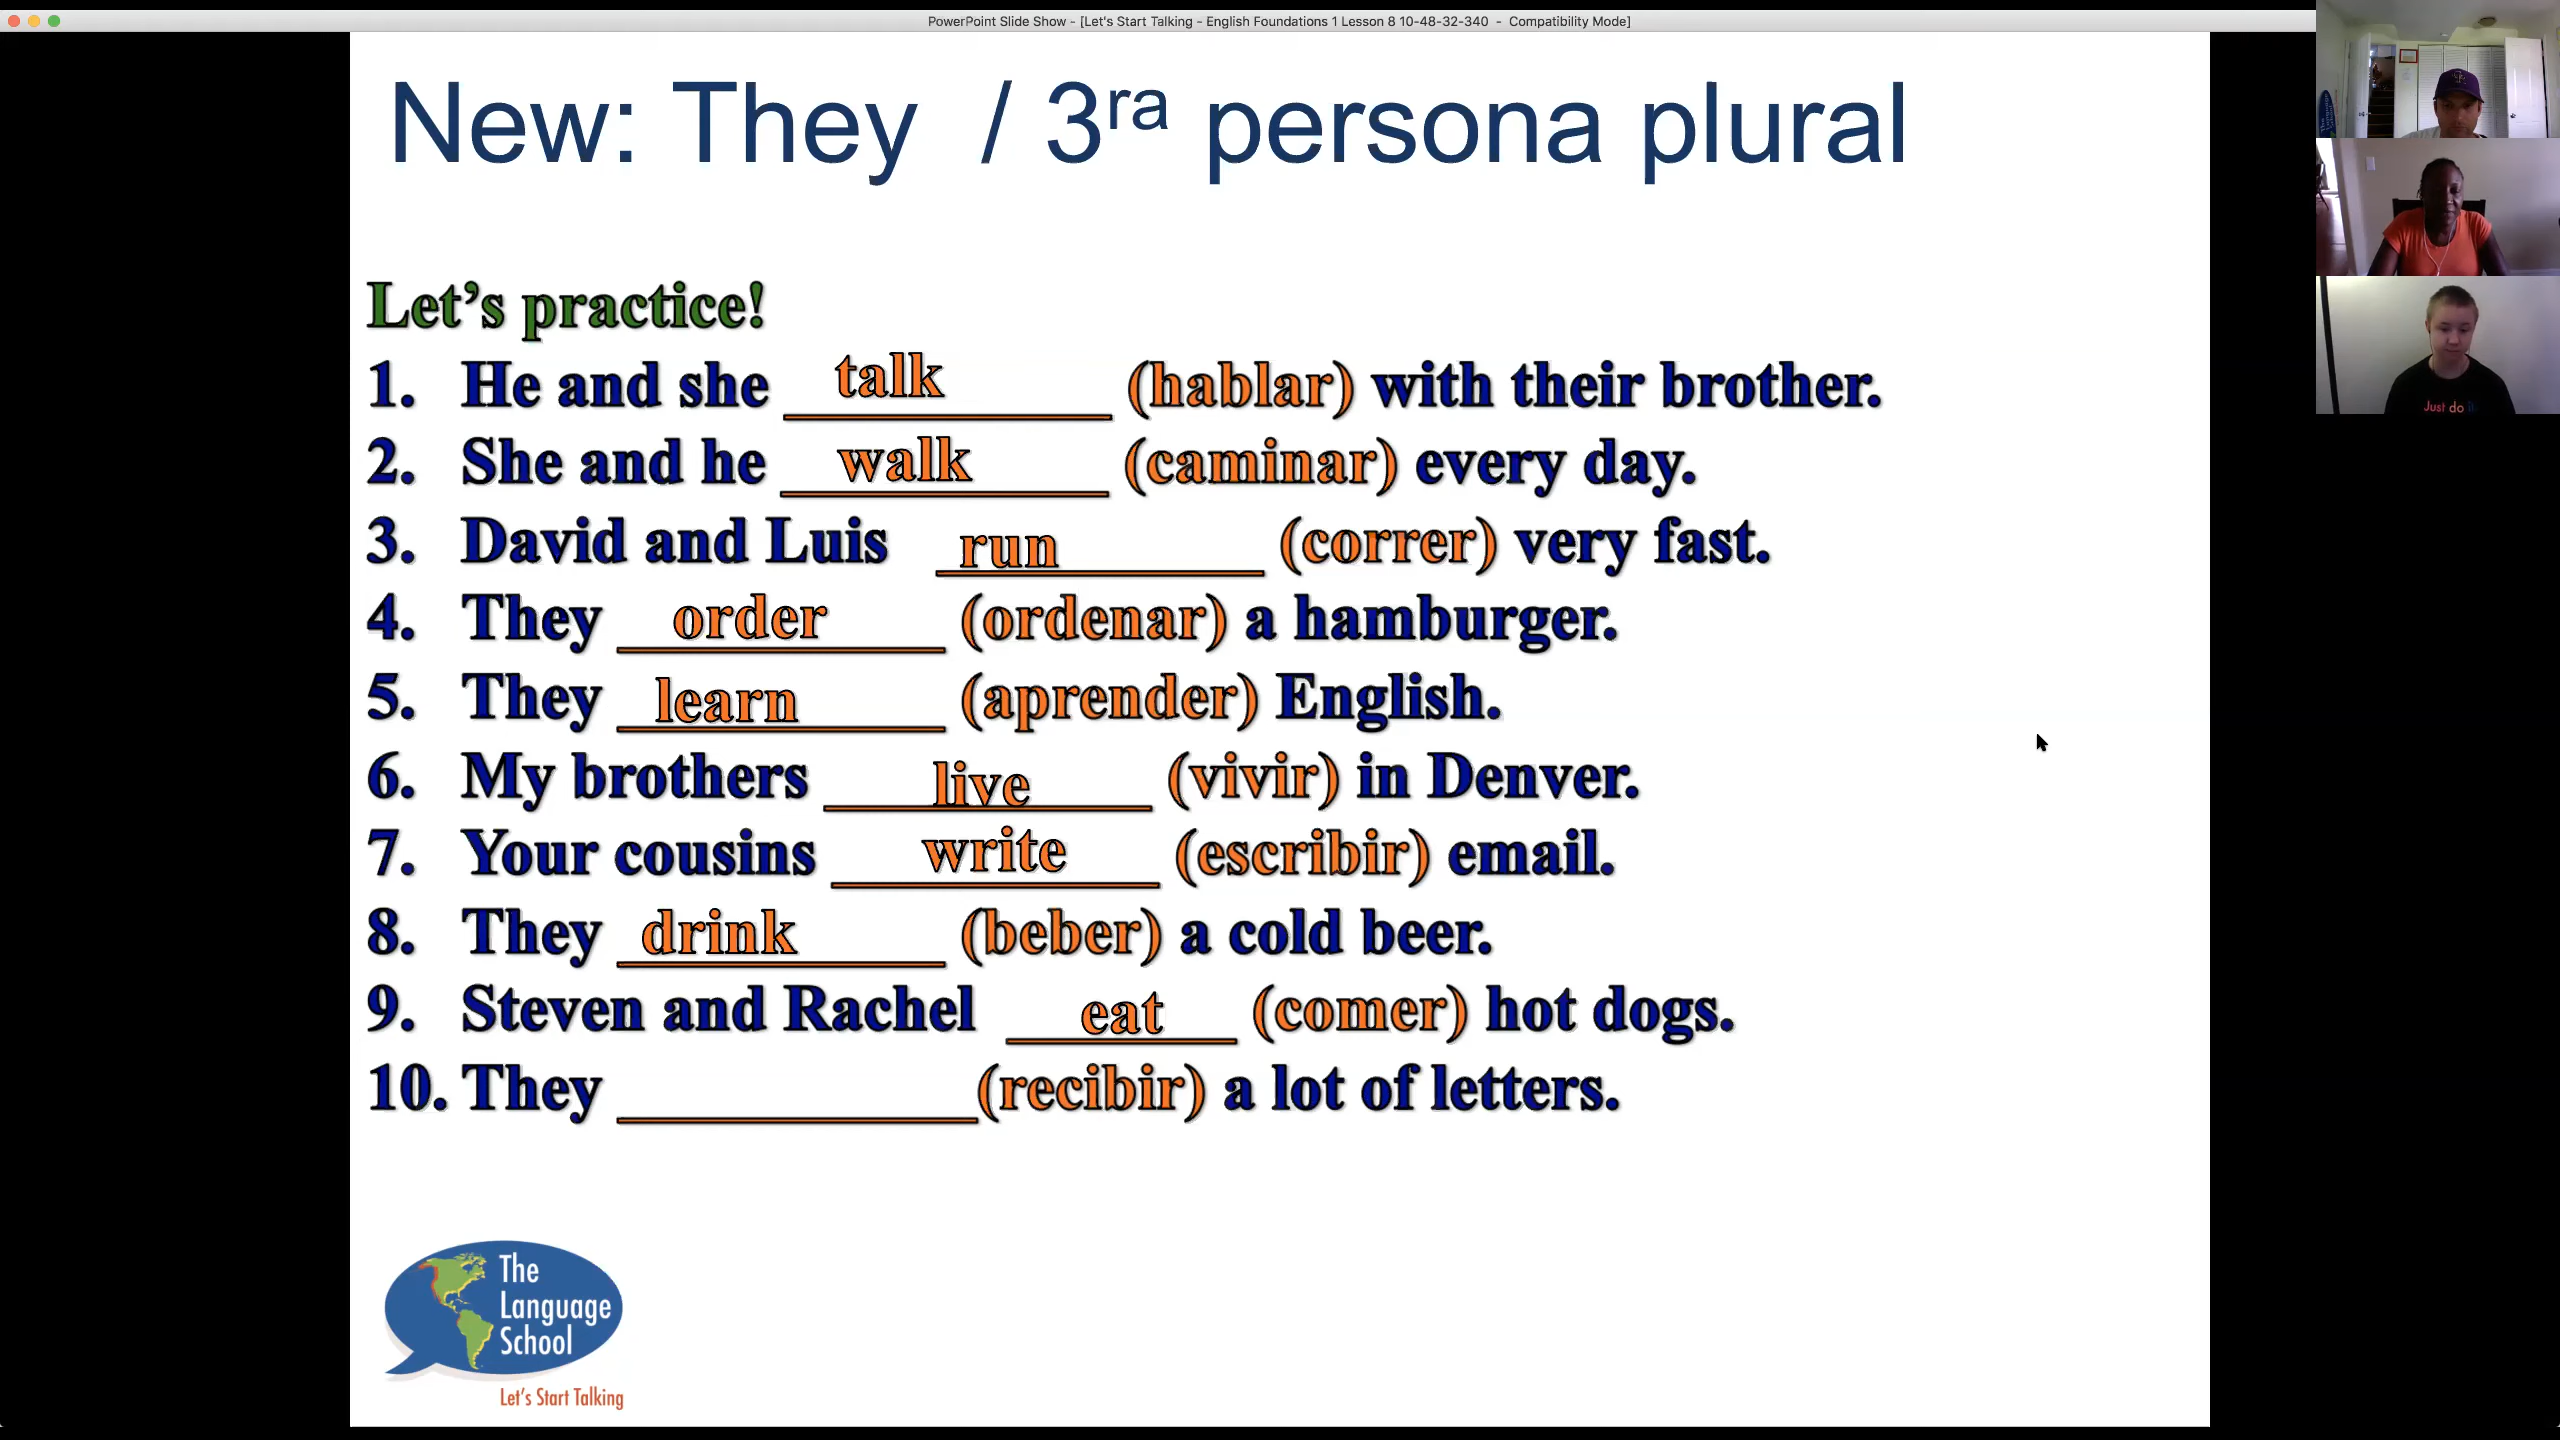 PowerPoint Slide Show - [Let's Start Talking - English Foundations 1 Lesson 8 10-48-32-340 - Compatibility Mode]
New: They / 3ra persona plural
Let's practice!
1. He and she talk (hablar) with their brother.
2. She and he walk (caminar) every day.
3. David and Luis run (correr) very fast.
4. They order (ordenar) a hamburger.
5. They learn (aprender) English.
6. My brothers live (vivir) in Denver.
7. Your cousins write (escribir) email.
8. They drink (beber) a cold beer.
9. Steven and Rachel eat (comer) hot dogs.
10. They ____________(recibir) a lot of letters.
The
Language
School
Let's Start Talking
Just do